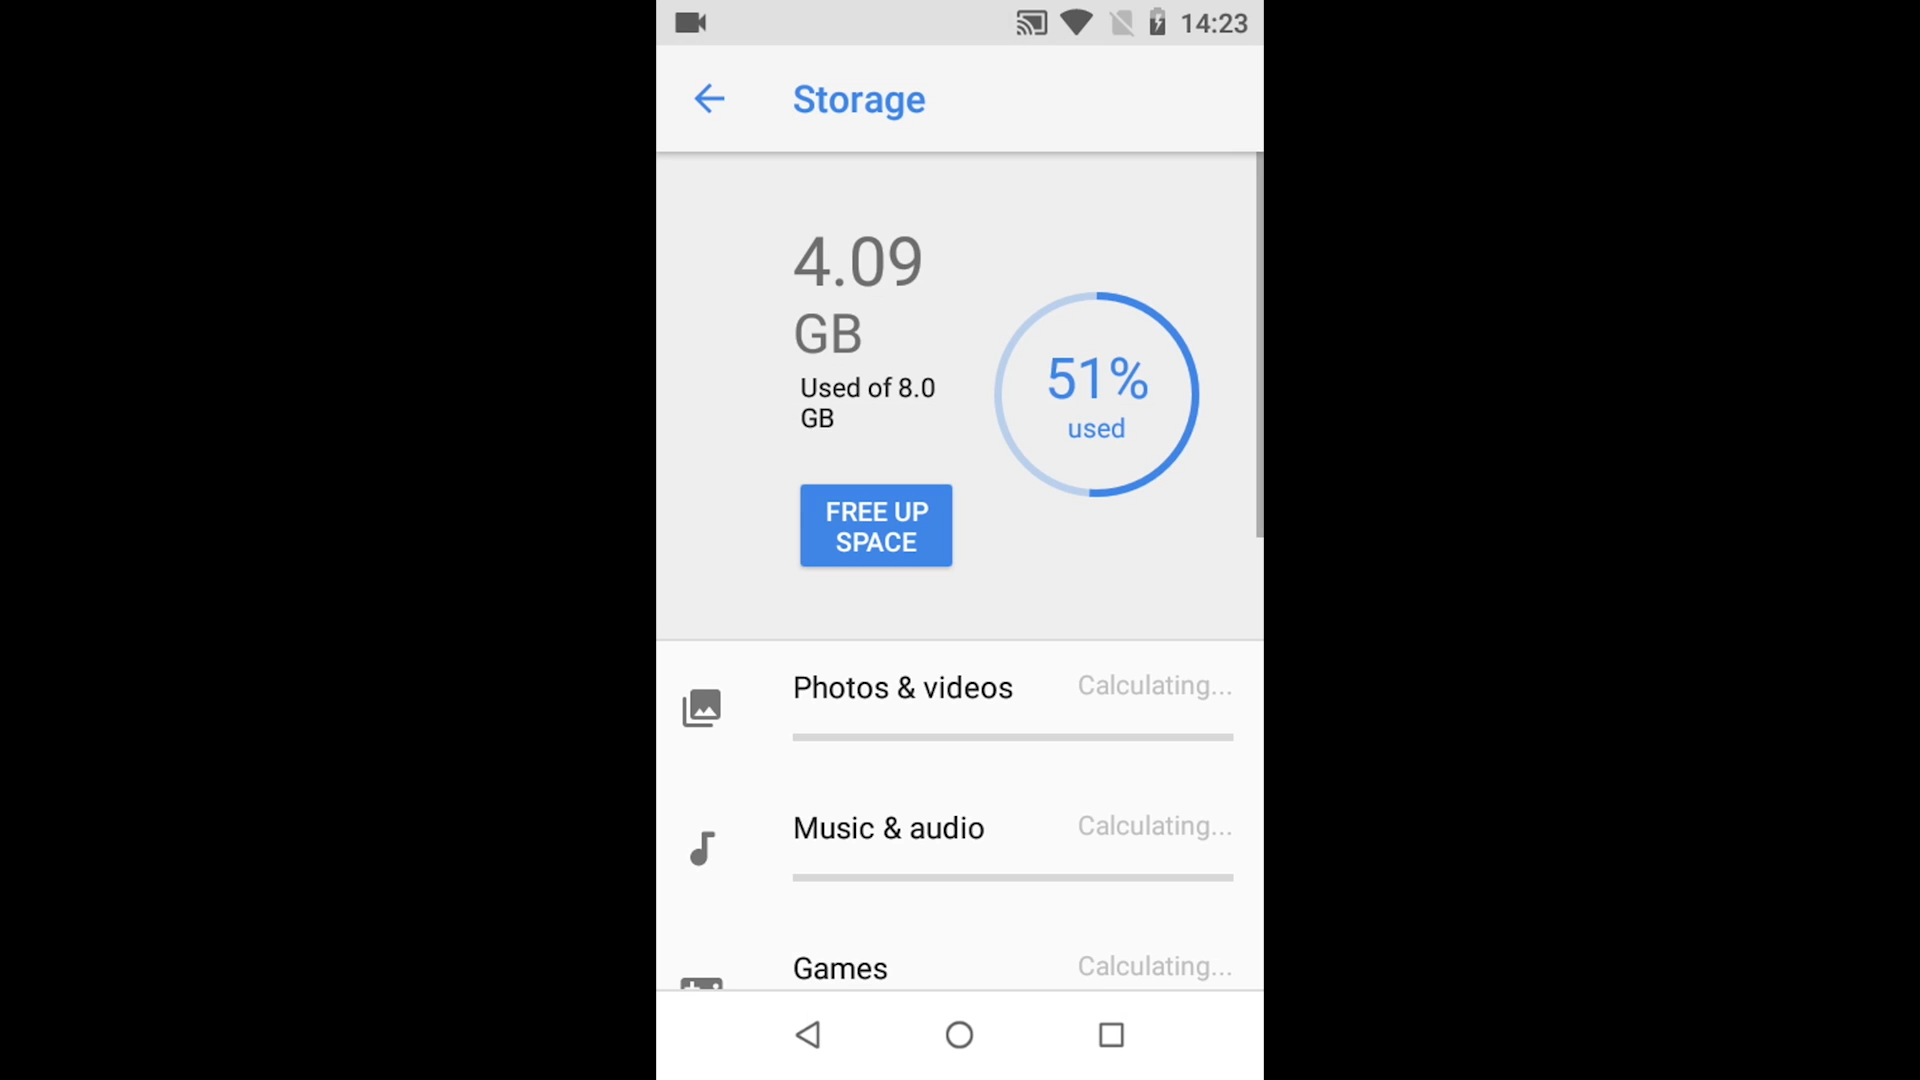 14:23
Storage
4.09
GB
Used of 8.0
GB
51%
used
FREE UP
SPACE
Photos & videos
Calculating...
Music & audio
Calculating...
Games
Calculating...